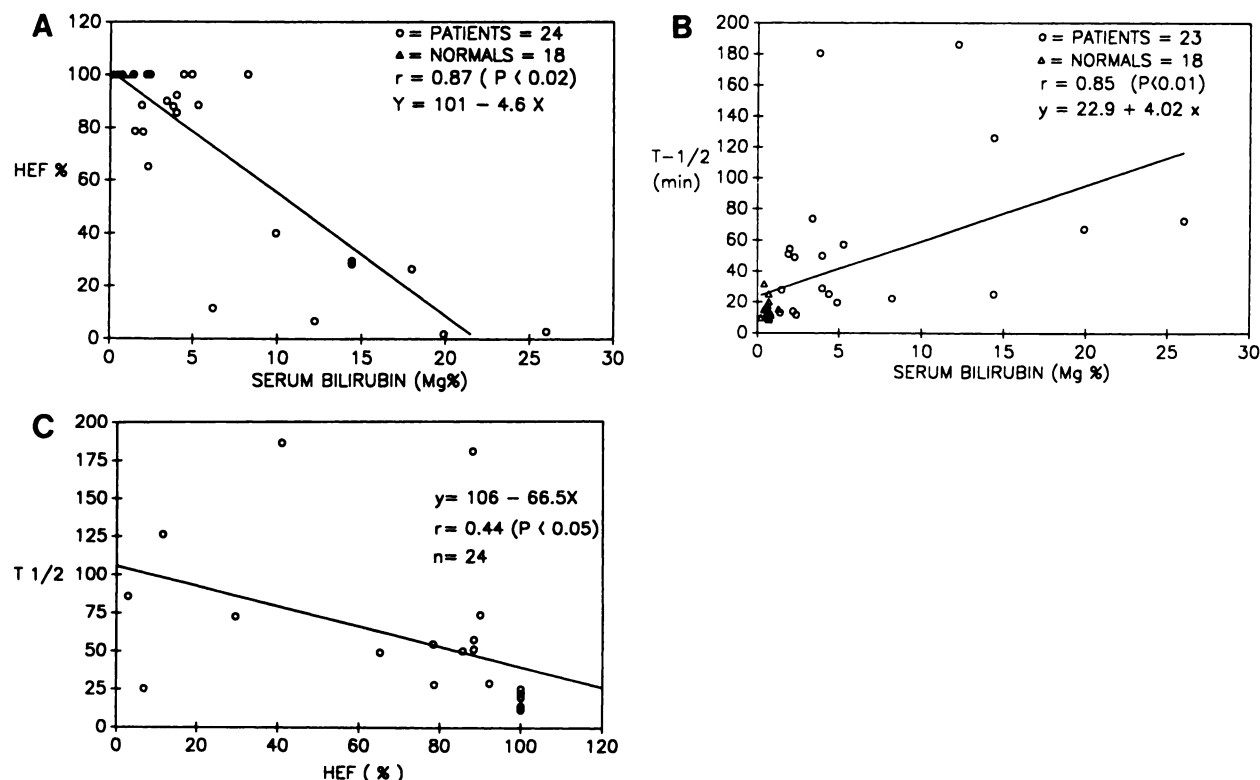 A
120
100
80
60
40
20
0
HEF %
o = PATIENTS = 24
▲ = NORMALS = 18
r = 0.87 ( P < 0.02)
Y = 101 − 4.6 X
0 5 10 15 20 25 30
SERUM BILIRUBIN (Mg%)
B
200
180
160
140
120
100
80
60
40
20
0
T−1/2
(min)
o = PATIENTS = 23
△ = NORMALS = 18
r = 0.85 (P<0.01)
y = 22.9 + 4.02 x
0 5 10 15 20 25 30
SERUM BILIRUBIN (Mg %)
C
200
175
150
125
100
75
50
25
0
T 1/2
y= 106 − 66.5X
r= 0.44 (P < 0.05)
n= 24
0 20 40 60 80 100 120
HEF ( %)